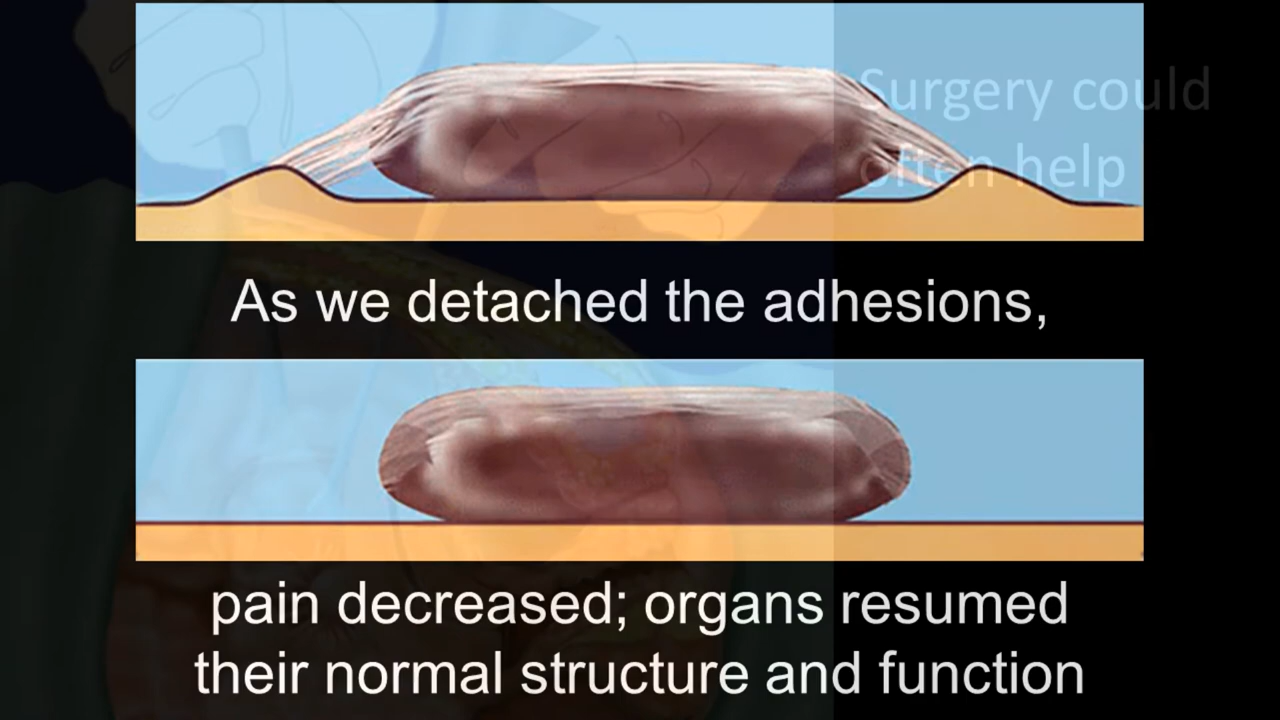 Surgery could
often help
As we detached the adhesions,
pain decreased; organs resumed
their normal structure and function